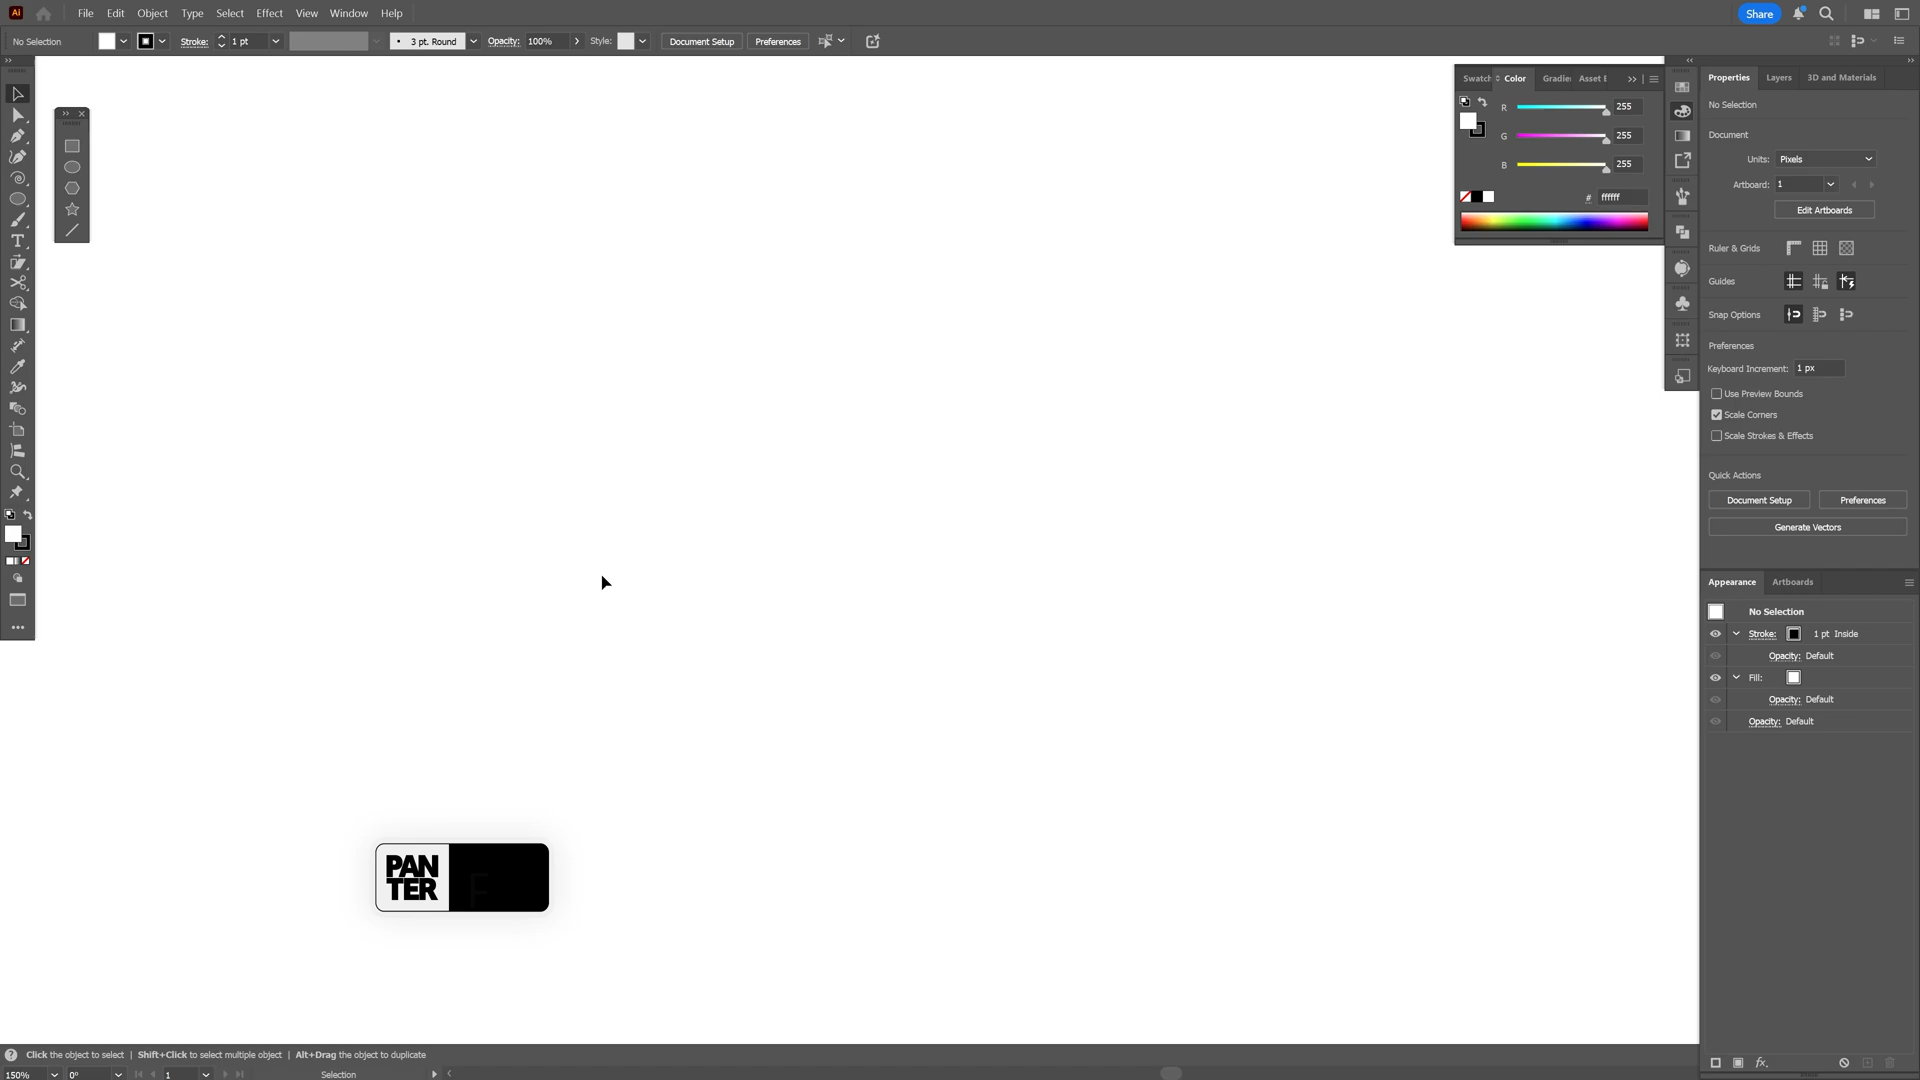 Ai File Edit Object Type Select Effect View Window Help Share
No Selection Stroke: 1 pt 3 pt. Round Opacity: 100% Style: Document Setup Preferences
Swatch Color Gradie Asset E
R 255
G 255
B 255
# ffffff
Properties Layers 3D and Materials
No Selection
Document
Units: Pixels
Artboard: 1
Edit Artboards
Ruler & Grids
Guides
Snap Options
Preferences
Keyboard Increment: 1 px
Use Preview Bounds
Scale Corners
Scale Strokes & Effects
Quick Actions
Document Setup Preferences
Generate Vectors
Appearance Artboards
No Selection
Stroke: 1 pt Inside
Opacity: Default
Fill:
Opacity: Default
Opacity: Default
PAN
TER
F
Click the object to select Shift+Click to select multiple object Alt+Drag the object to duplicate
150% 0° 1 Selection